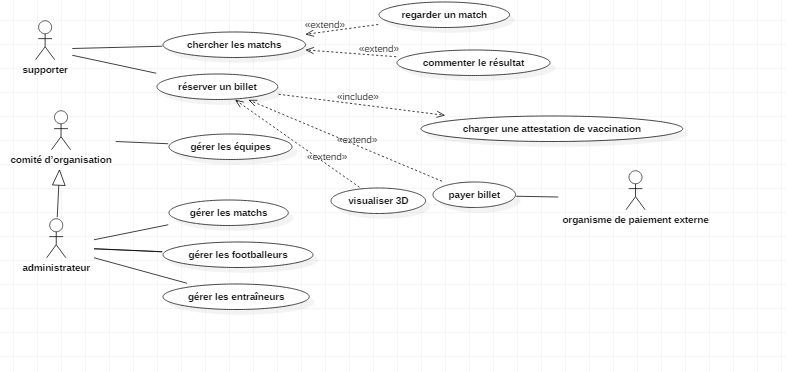 regarder un match
«extend»
chercher les matchs
«extend»
supporter
commenter le résultat
réserver un billet
«include»
charger une attestation de vaccination
«extend»
gérer les équipes
«extend»
comité d'organisation
visualiser 3D
payer billet
gérer les matchs
organisme de paiement externe
gérer les footballeurs
administrateur
gérer les entraîneurs